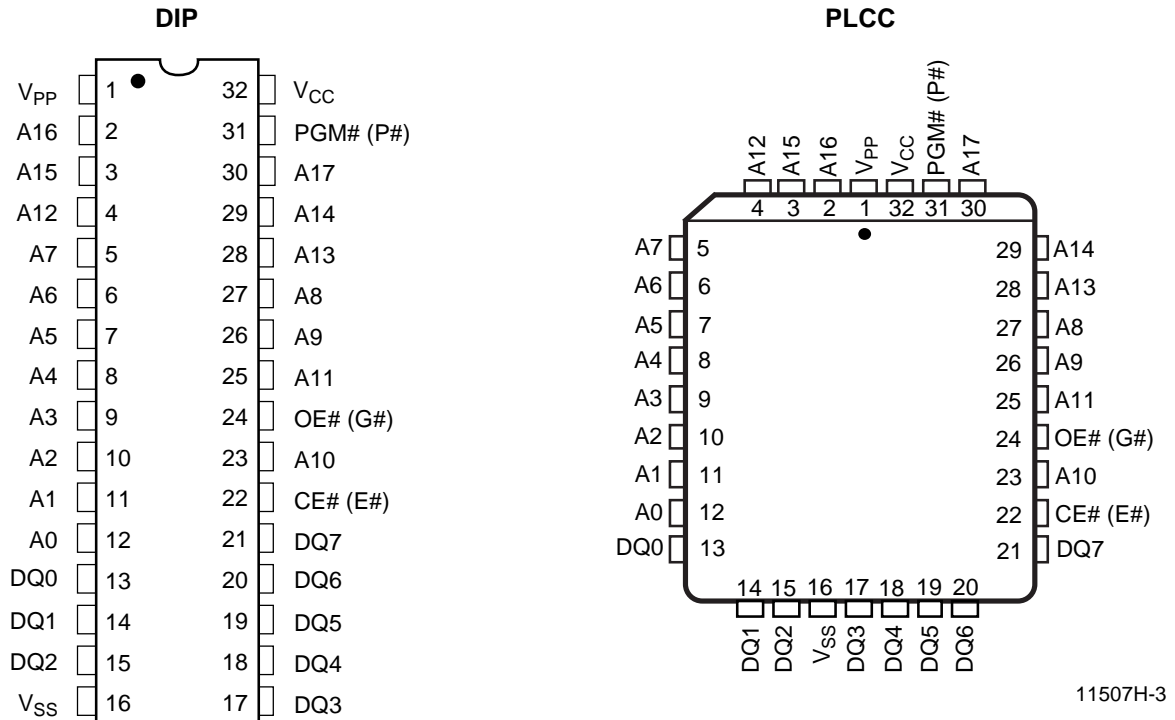 DIP
VPP 1 32 VCC
A16 2 31 PGM# (P#)
A15 3 30 A17
A12 4 29 A14
A7 5 28 A13
A6 6 27 A8
A5 7 26 A9
A4 8 25 A11
A3 9 24 OE# (G#)
A2 10 23 A10
A1 11 22 CE# (E#)
A0 12 21 DQ7
DQ0 13 20 DQ6
DQ1 14 19 DQ5
DQ2 15 18 DQ4
VSS 16 17 DQ3
PLCC
A12 A15 A16 VPP VCC PGM# (P#) A17
4 3 2 1 32 31 30
A7 5 29 A14
A6 6 28 A13
A5 7 27 A8
A4 8 26 A9
A3 9 25 A11
A2 10 24 OE# (G#)
A1 11 23 A10
A0 12 22 CE# (E#)
DQ0 13 21 DQ7
14 15 16 17 18 19 20
DQ1 DQ2 VSS DQ3 DQ4 DQ5 DQ6
11507H-3